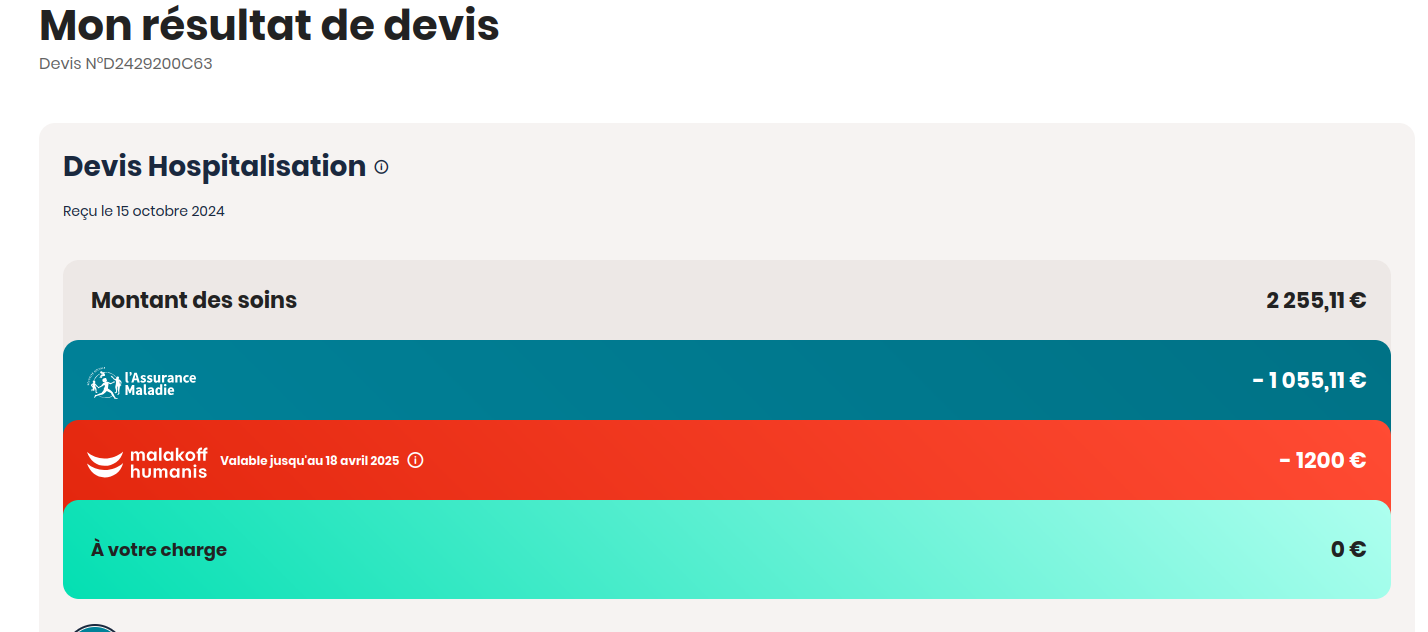 Mon résultat de devis
Devis N°D2429200C63
Devis Hospitalisation
Reçu le 15 octobre 2024
Montant des soins 2 255,11 €
l'Assurance
Maladie
- 1 055,11 €
malakoff
humanis
Valable jusqu'au 18 avril 2025
- 1200 €
À votre charge 0 €